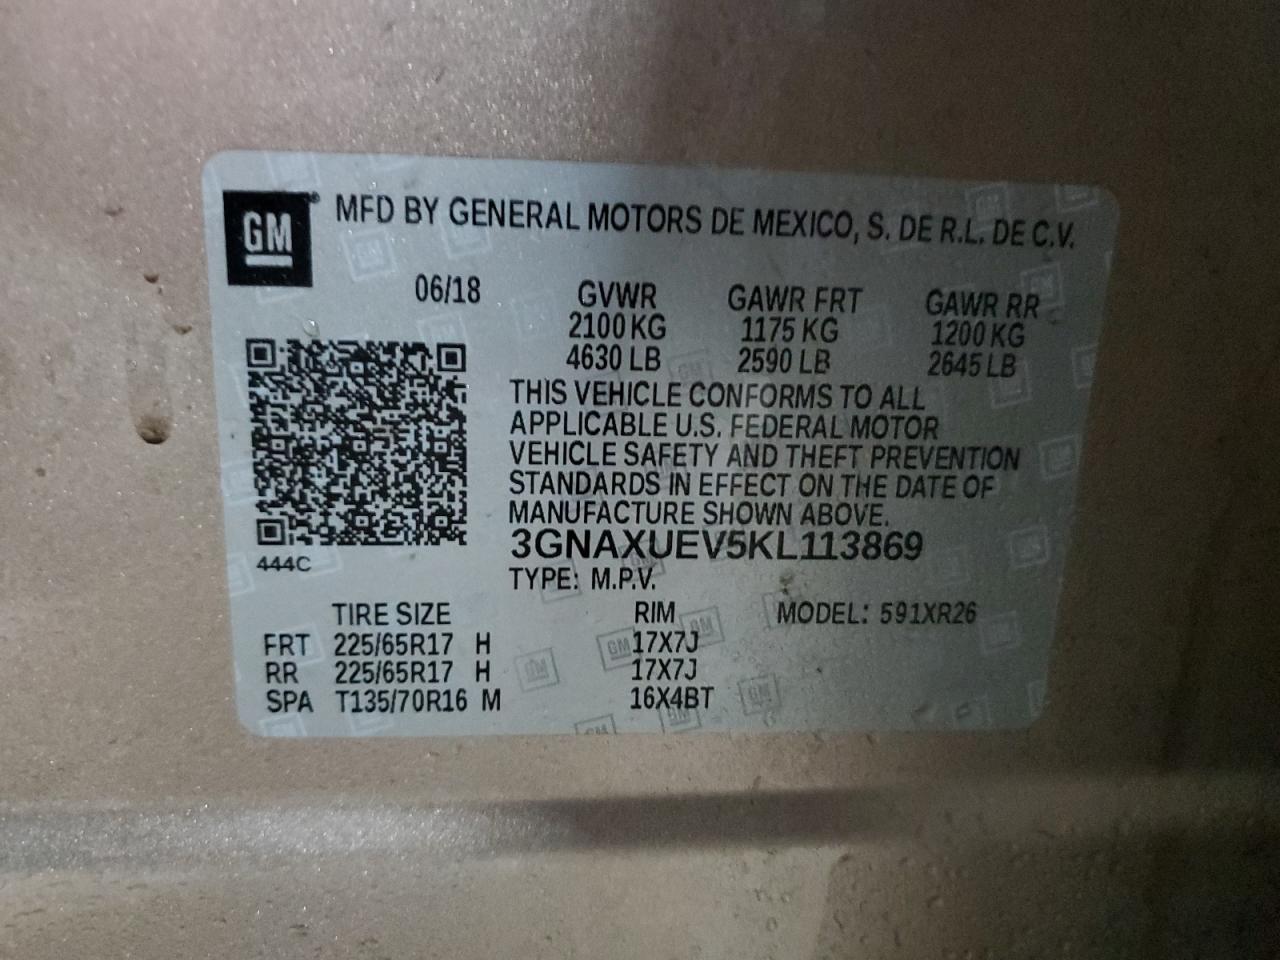 GM ® MFD BY GENERAL MOTORS DE MEXICO, S. DE R.L. DE C.V.
06/18 GVWR GAWR FRT GAWR RR
2100 KG 1175 KG 1200 KG
4630 LB 2590 LB 2645 LB
THIS VEHICLE CONFORMS TO ALL
APPLICABLE U.S. FEDERAL MOTOR
VEHICLE SAFETY AND THEFT PREVENTION
STANDARDS IN EFFECT ON THE DATE OF
MANUFACTURE SHOWN ABOVE.
3GNAXUEV5KL113869
444C
TYPE: M.P.V.
TIRE SIZE RIM MODEL: 591XR26
FRT 225/65R17 H 17X7J
RR 225/65R17 H 17X7J
SPA T135/70R16 M 16X4BT